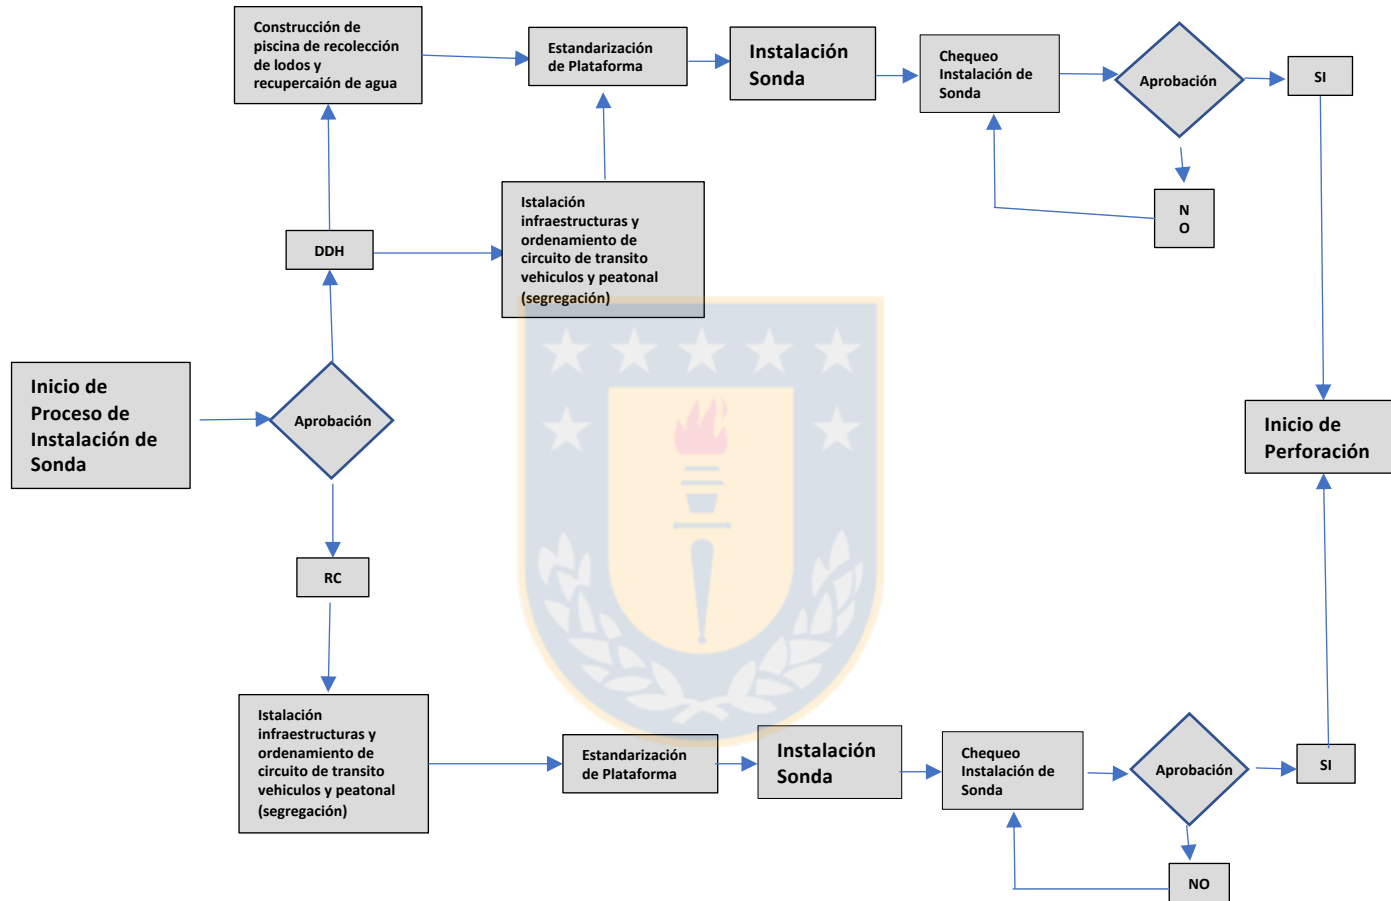 Construcción de
piscina de recolección
de lodos y
recupercaión de agua
Estandarización
de Plataforma
Instalación
Sonda
Chequeo
Instalación de
Sonda
Aprobación
SI
N
O
Istalación
infraestructuras y
ordenamiento de
circuito de transito
vehiculos y peatonal
(segregación)
DDH
Inicio de
Proceso de
Instalación de
Sonda
Aprobación
Inicio de
Perforación
RC
Istalación
infraestructuras y
ordenamiento de
circuito de transito
vehiculos y peatonal
(segregación)
Estandarización
de Plataforma
Instalación
Sonda
Chequeo
Instalación de
Sonda
Aprobación
SI
NO